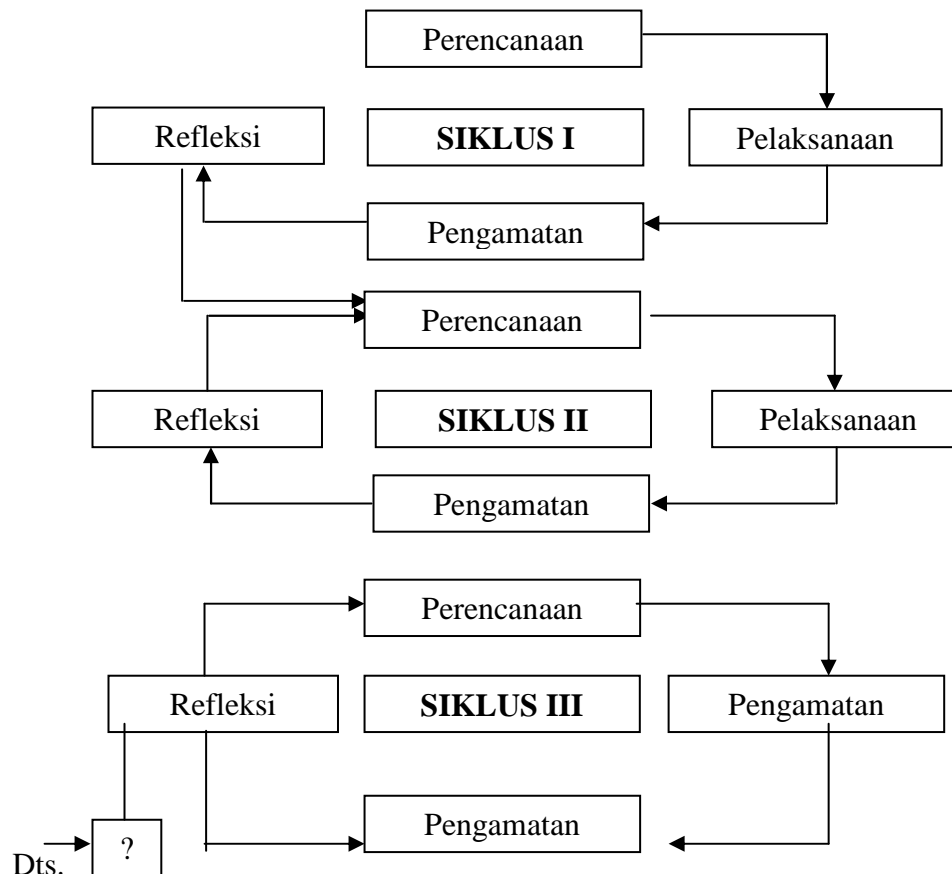 Perencanaan
Refleksi
SIKLUS I
Pelaksanaan
Pengamatan
Perencanaan
Refleksi
SIKLUS II
Pelaksanaan
Pengamatan
Perencanaan
Refleksi
SIKLUS III
Pengamatan
Pengamatan
?
Dts.